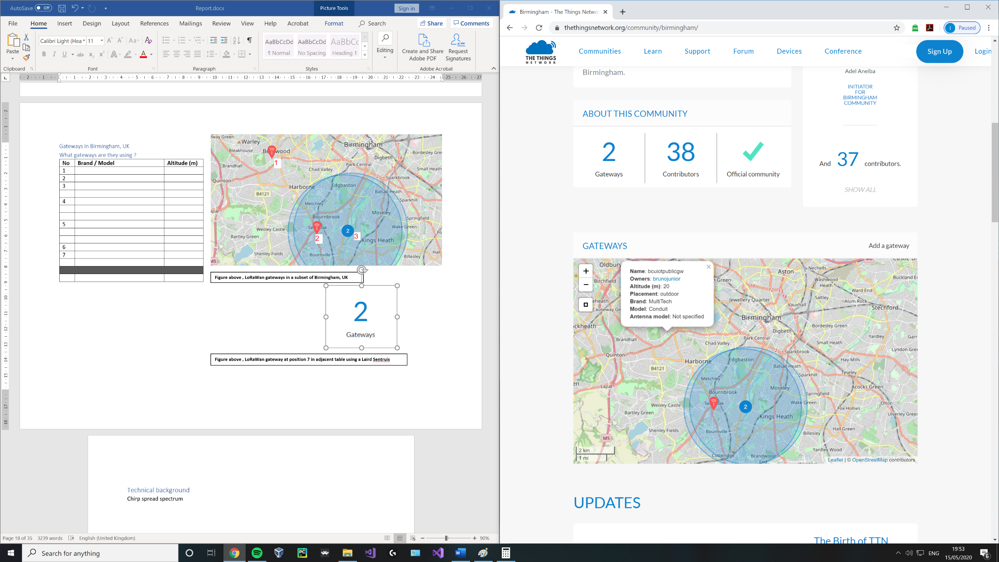 AutoSave Off
Report.docx
Picture Tools
Sign in
File Home Insert Design Layout References Mailings Review View Help Acrobat Format Search
Share Comments
Paste
Calibri Light (Hea 11
AaBbCcDd AaBbCcDd AaBbCc
¶ Normal No Spacing Heading 1
Editing
Create and Share Adobe PDF
Request Signatures
Clipboard Font Paragraph Styles Adobe Acrobat
Gateways in Birmingham, UK
What gateways are they using ?
No Brand / Model Altitude (m)
1
2
3
4
5
6
7
Warley
Birmingham
Bleakhouse
Bordesley Gre
Digbeth
Brandhall
Park Central
Chad Valley
Small Heath
Quinton
Sparkbrook
Edgbaston
Harborne
B4121
Balsall Heath
Metchley
Sparkhill
Moseley
Bournbrook
Springfield
Weoley Castle
Wake Green
Bartley Green
Kings Heath
Shenley Fields
Bournville
Billesley
M5
1
2
2
3
Figure above , LoRaWan gateways in a subset of Birmingham, UK
2
Gateways
Figure above , LoRaWan gateway at position 7 in adjacent table using a Laird Sentruis
Technical background
Chirp spread spectrum
Page 18 of 35 3239 words English (United Kingdom)
90%
Birmingham - The Things Netwo
thethingsnetwork.org/community/birmingham/
Paused
THE THINGS
NETWORK
Communities Learn Support Forum Devices Conference
Sign Up
Login
Birmingham.
Adel Aneiba
INITIATOR
FOR
BIRMINGHAM
COMMUNITY
ABOUT THIS COMMUNITY
2
Gateways
38
Contributors
Official community
And 37 contributors.
SHOW ALL
GATEWAYS
Add a gateway
+
−
Name: bcuiotpublicgw
Owners: brunojunior
Altitude (m): 20
Placement: outdoor
Brand: MultiTech
Model: Conduit
Antenna model: Not specified
Oldbury
Birchfield
Aston
Nechells
Washwood Heath
Buckland
Ward End
Saltley
Alum Rock
Jewellery Quarter
Vauxhall
Stechford
Causeway Gr
Birmingham
Bordesley Green
Digbeth
Yardley
Brandhall
Park Central
Chad Valley
Small Heath
Lyndon Gree
Quinton
Sparkbrook
Edgbaston
Hay Mills
Harborne
Balsall Heath
B4121
Tyseley
Sparkhill
Metchley
Lapal
Moseley
Acocks Green
Bournbrook
Springfield
Wake Green
Olton
Weoley Castle
Fox Hollies
Bartley Green
Ulverley Greer
Kings Heath
Shenley Fields
Hall Green
Bournville
Billesley
M5
Yardley Wood
Cotteridge
Brandwood End
2
2 km
1 mi
Leaflet | © OpenStreetMap contributors
UPDATES
The Birth of TTN
Search for anything
ENG
19:53
15/05/2020
6